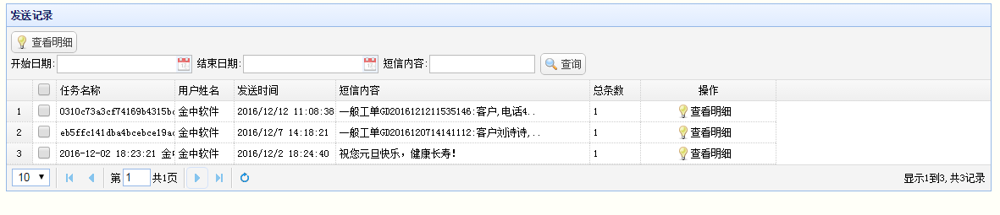 发送记录
查看明细
开始日期: 结束日期: 短信内容: 查询
任务名称 用户姓名 发送时间 短信内容 总条数 操作
1 0310c73a3cf74169b4315bc 金中软件 2016/12/12 11:08:38 一般工单GD2016121211535146:客户,电话4.. 1 查看明细
2 eb5ffc141dba4bcebce19ac 金中软件 2016/12/7 14:18:21 一般工单GD2016120714141112:客户刘诗诗,.. 1 查看明细
3 2016-12-02 18:23:21 金中软件 2016/12/2 18:24:40 祝您元旦快乐，健康长寿! 1 查看明细
10 第 1 共1页 显示1到3,共3记录